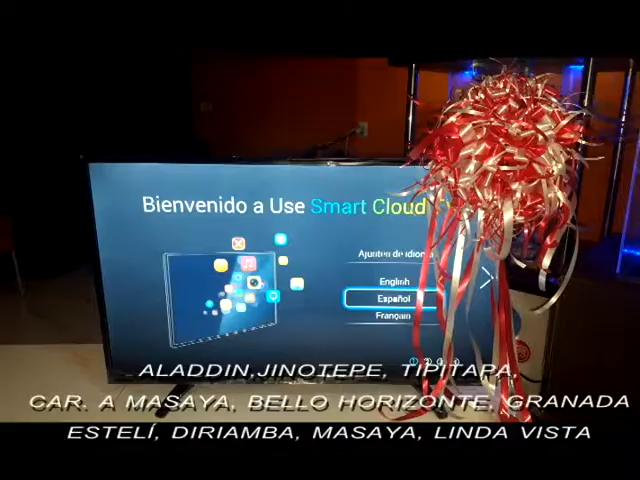 Bienvenido a Use Smart Cloud
Ajustes de idioma
English
Español
Français
ALADDIN,JINOTEPE, TIPITAPA,
CAR. A MASAYA, BELLO HORIZONTE, GRANADA
ESTELÍ, DIRIAMBA, MASAYA, LINDA VISTA